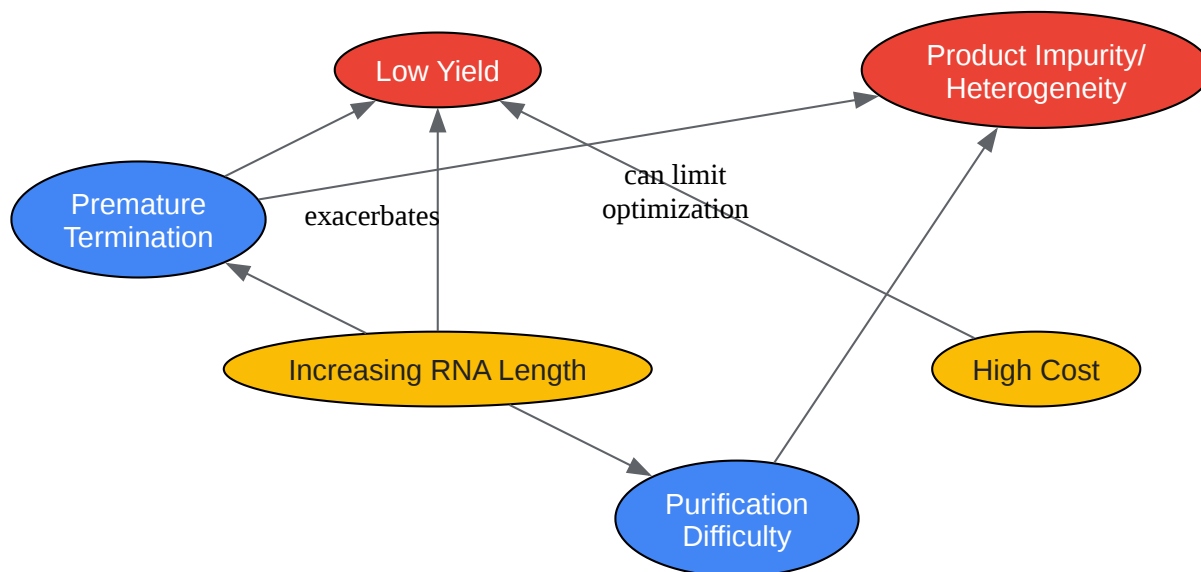 Low Yield
Product Impurity/
Heterogeneity
can limit
optimization
Premature
Termination
exacerbates
Increasing RNA Length
High Cost
Purification
Difficulty